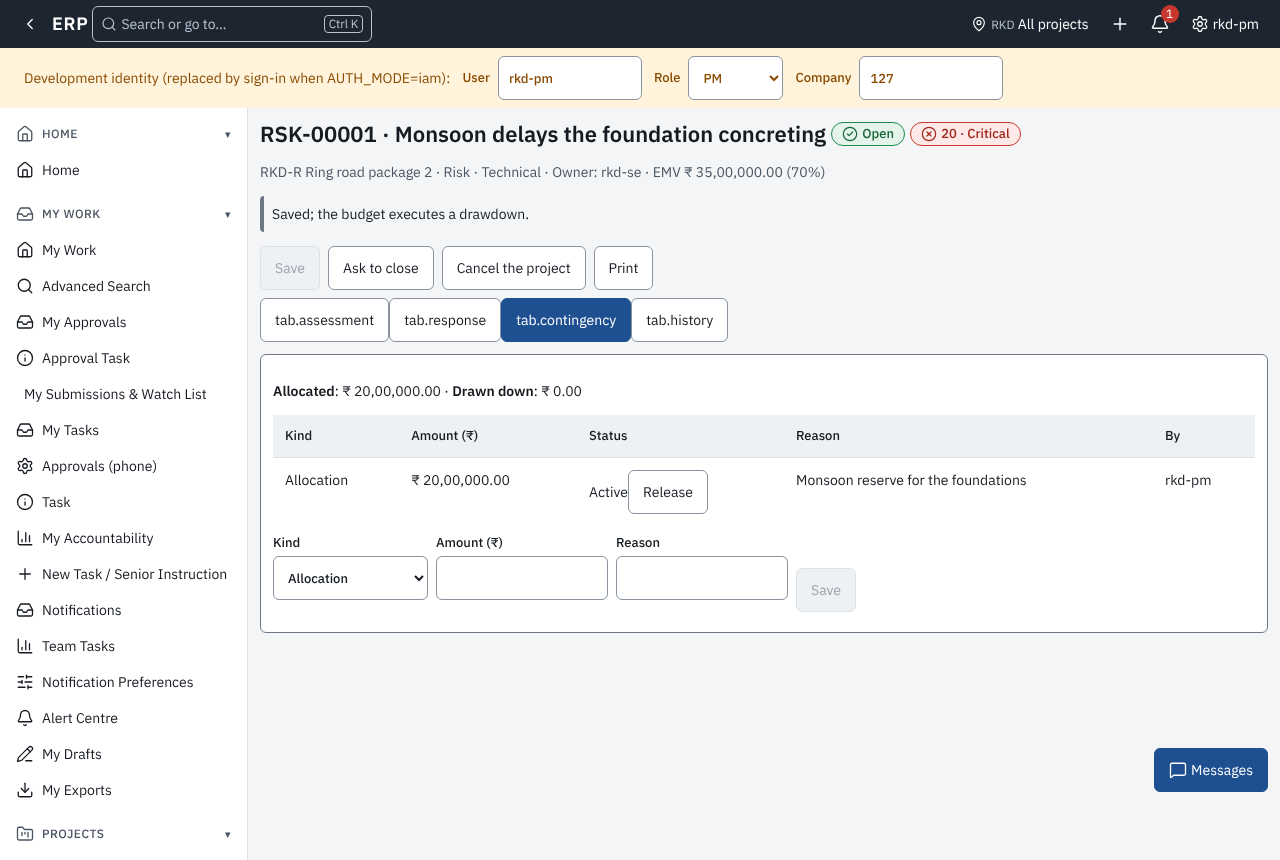 ERP Search or go to... Ctrl K RKD All projects 1 rkd-pm
Development identity (replaced by sign-in when AUTH_MODE=iam): User rkd-pm Role PM Company 127
HOME
Home
MY WORK
My Work
Advanced Search
My Approvals
Approval Task
My Submissions & Watch List
My Tasks
Approvals (phone)
Task
My Accountability
New Task / Senior Instruction
Notifications
Team Tasks
Notification Preferences
Alert Centre
My Drafts
My Exports
PROJECTS
RSK-00001 · Monsoon delays the foundation concreting Open 20 · Critical
RKD-R Ring road package 2 · Risk · Technical · Owner: rkd-se · EMV ₹ 35,00,000.00 (70%)
Saved; the budget executes a drawdown.
Save Ask to close Cancel the project Print
tab.assessment tab.response tab.contingency tab.history
Allocated: ₹ 20,00,000.00 · Drawn down: ₹ 0.00
Kind Amount (₹) Status Reason By
Allocation ₹ 20,00,000.00 Active Release Monsoon reserve for the foundations rkd-pm
Kind Amount (₹) Reason
Allocation Save
Messages